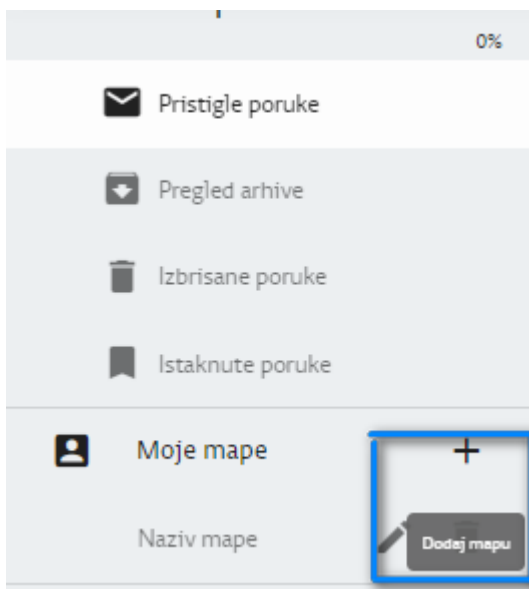 0%
Pristigle poruke
Pregled arhive
Izbrisane poruke
Istaknute poruke
Moje mape +
Naziv mape
Dodaj mapu